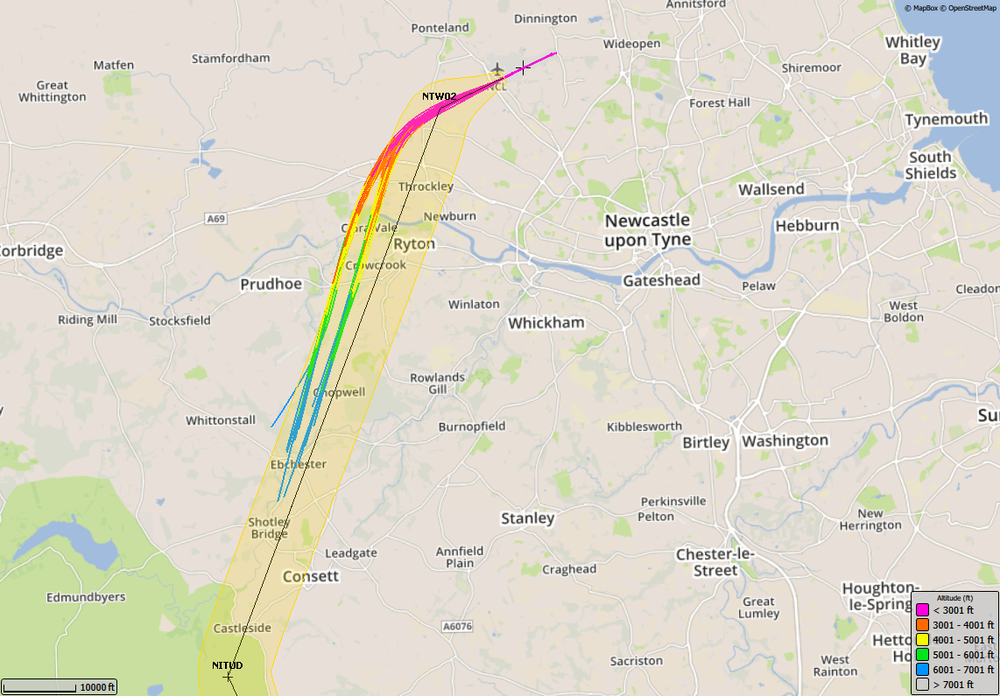 Annitsford
© MapBox © OpenStreetMap
Dinnington
Ponteland
Wideopen
Whitley
Bay
Matfen
Stamfordham
Shiremoor
Great
Whittington
NCL
NTW02
Forest Hall
Tynemouth
South
Shields
Throckley
Wallsend
A69
Newburn
Newcastle
upon Tyne
Clara Vale
Hebburn
Ryton
Corbridge
Crowcrook
Prudhoe
Gateshead
Pelaw
Cleadon
Winlaton
West
Boldon
Riding Mill
Stocksfield
Whickham
Rowlands
Gill
Chopwell
Whittonstall
Burnopfield
Kibblesworth
Su
Birtley
Washington
Ebchester
Perkinsville
Pelton
Stanley
New
Herrington
Shotley
Bridge
Leadgate
Annfield
Plain
Chester-le-
Street
Craghead
Consett
Houghton-
le-Spring
Edmundbyers
Great
Lumley
A6076
Castleside
Hetto
Ho
NITUD
Sacriston
West
Rainton
10000 ft
Altitude (ft)
< 3001 ft
3001 - 4001 ft
4001 - 5001 ft
5001 - 6001 ft
6001 - 7001 ft
> 7001 ft